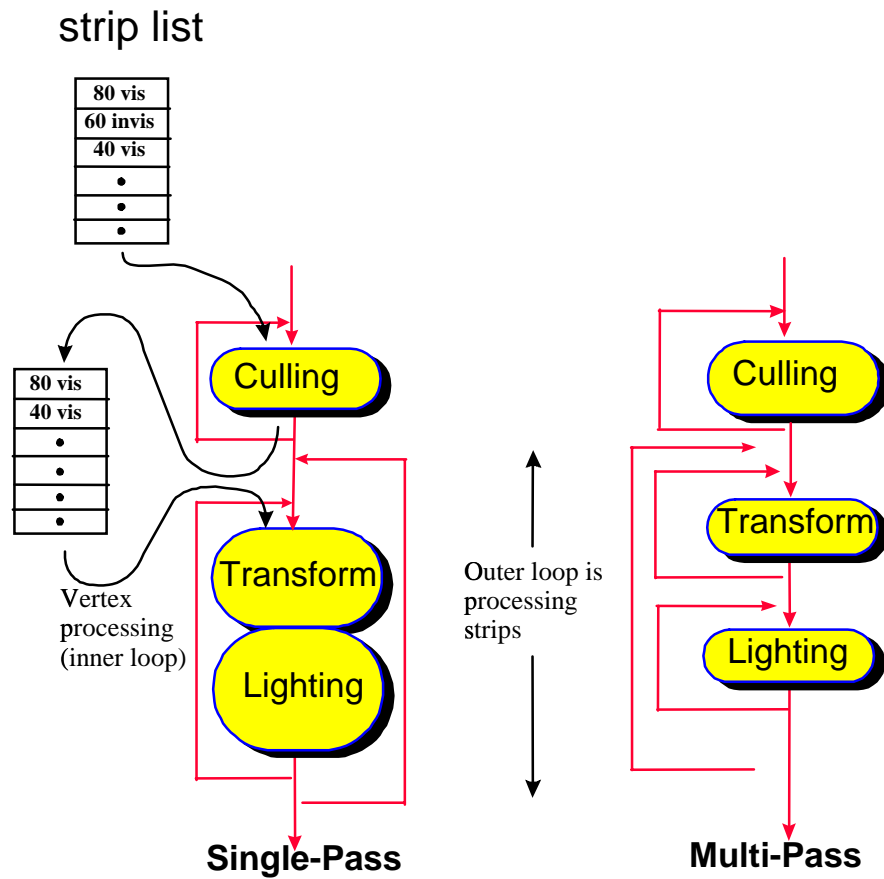 strip list
80 vis
60 invis
40 vis
Culling
80 vis
40 vis
Transform
Lighting
Vertex
processing
(inner loop)
Outer loop is
processing
strips
Culling
Transform
Lighting
Single-Pass
Multi-Pass